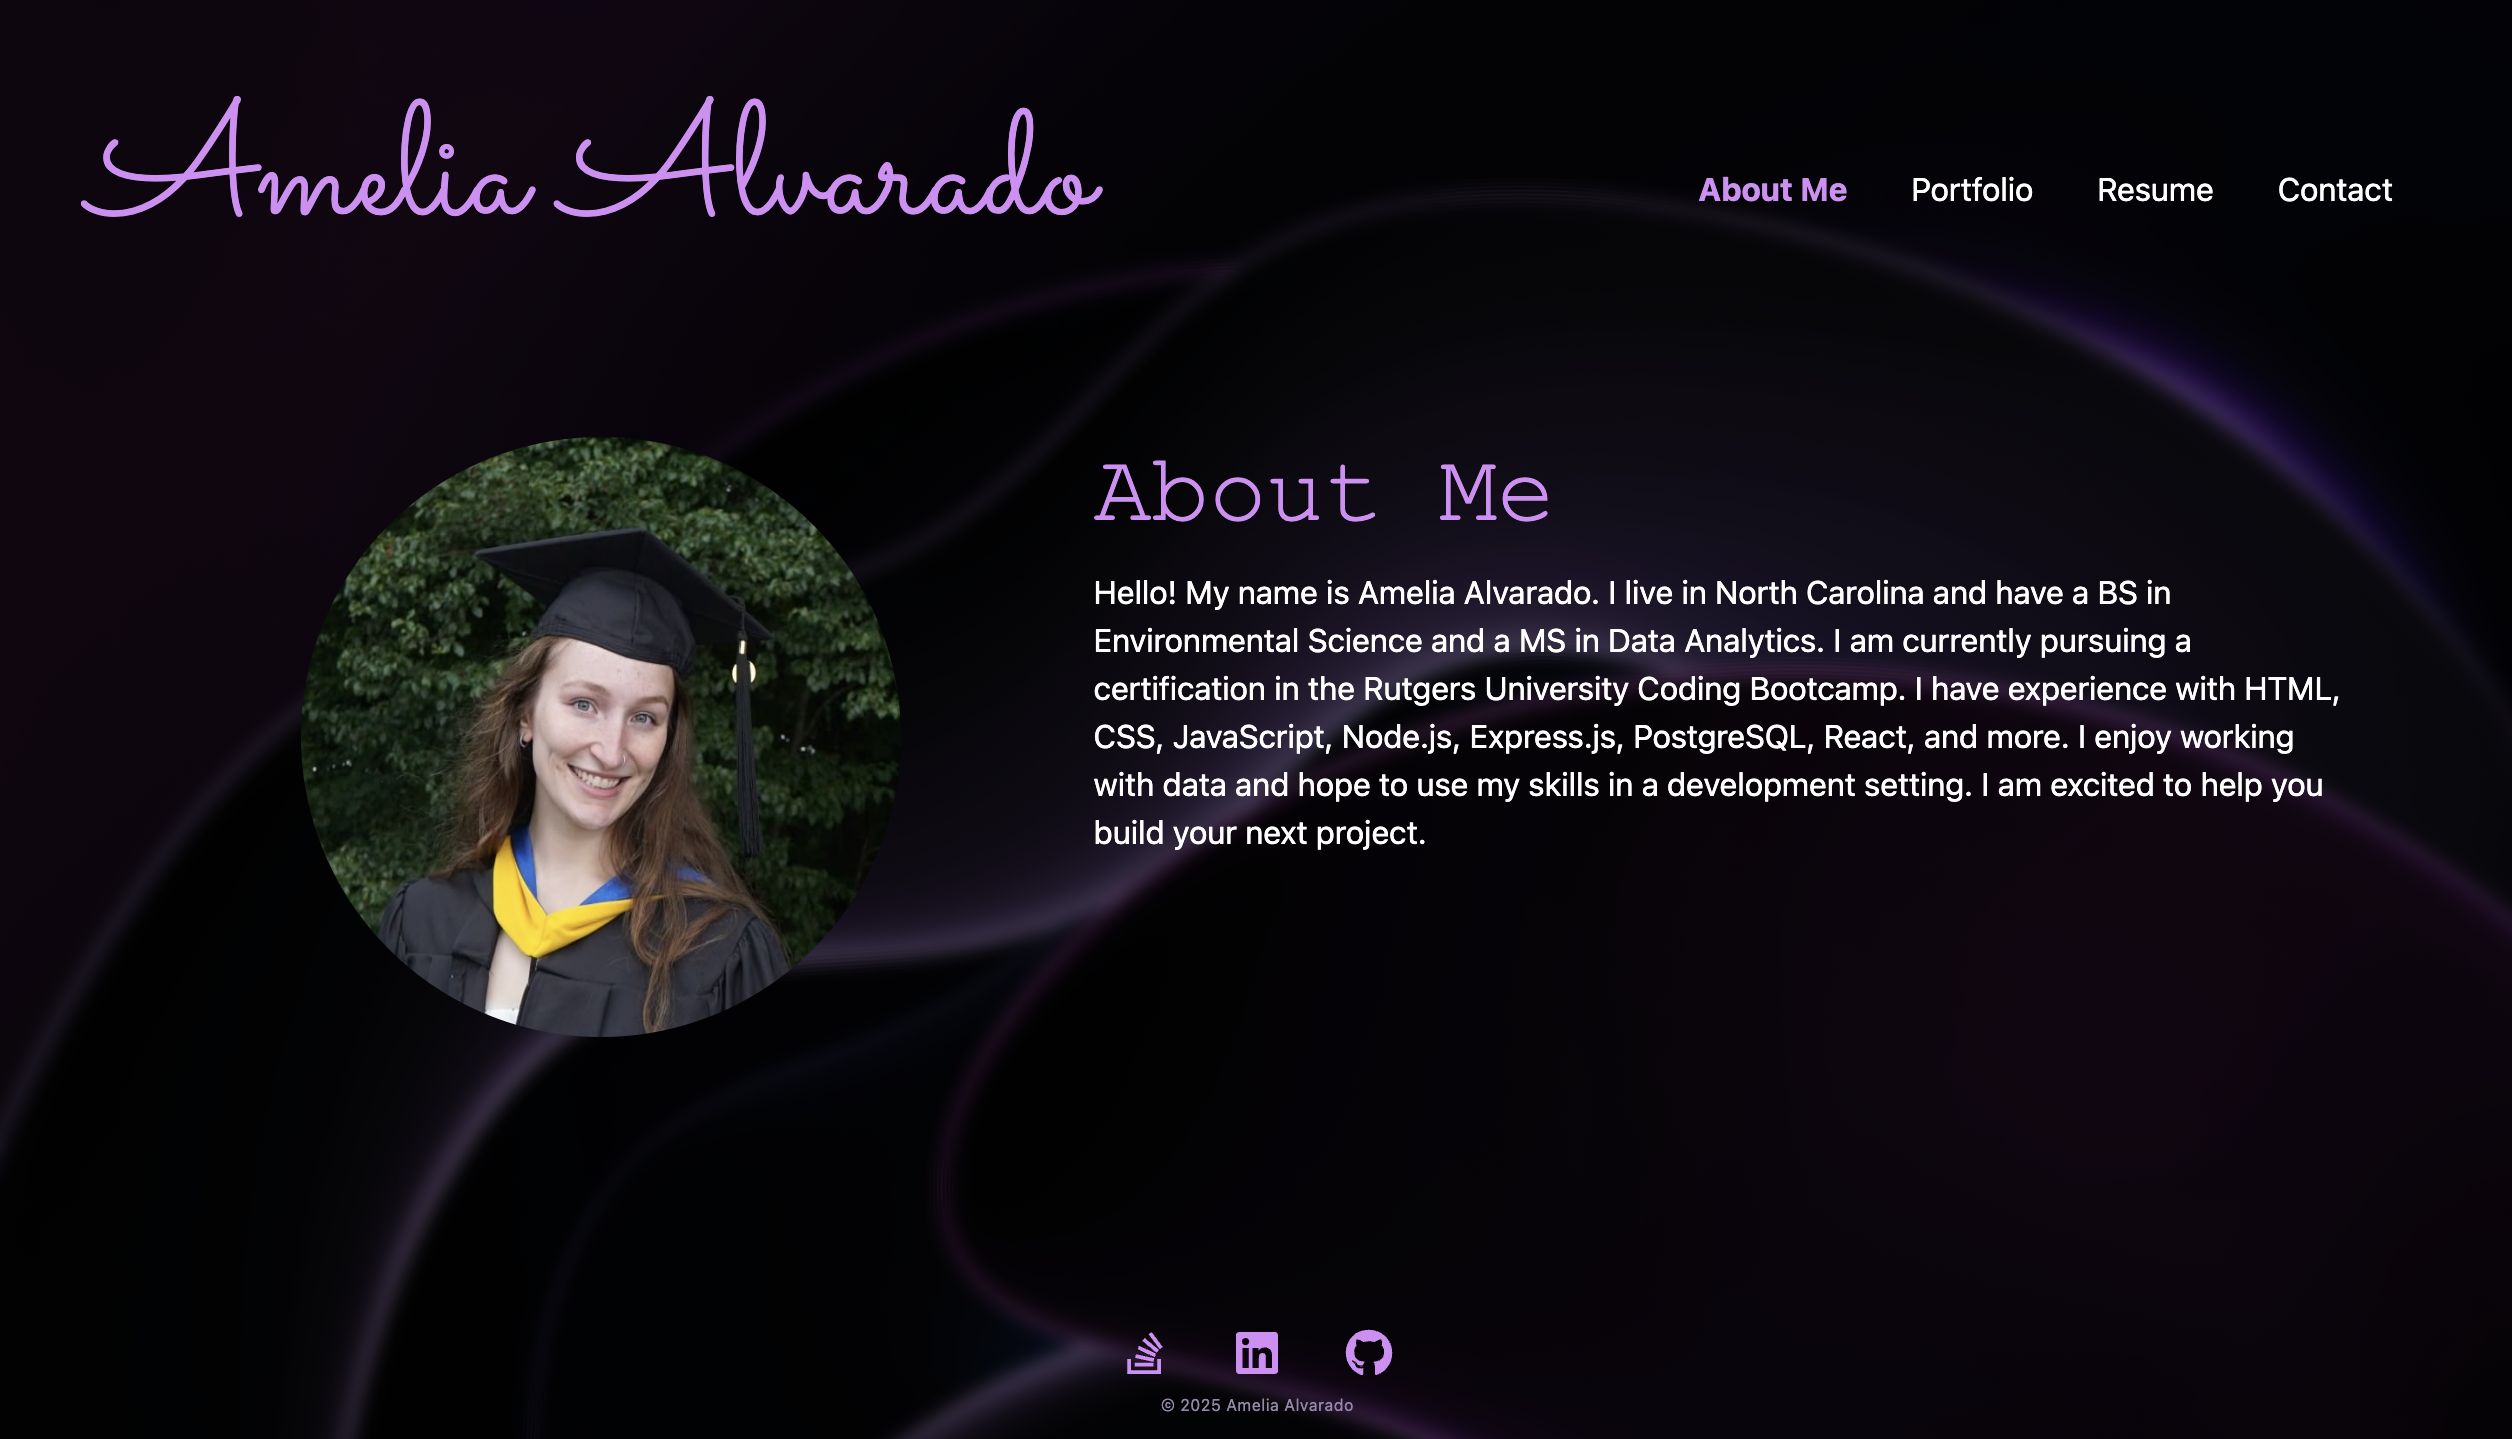 Amelia Alvarado
About Me Portfolio Resume Contact
About Me
Hello! My name is Amelia Alvarado. I live in North Carolina and have a BS in
Environmental Science and a MS in Data Analytics. I am currently pursuing a
certification in the Rutgers University Coding Bootcamp. I have experience with HTML,
CSS, JavaScript, Node.js, Express.js, PostgreSQL, React, and more. I enjoy working
with data and hope to use my skills in a development setting. I am excited to help you
build your next project.
in
© 2025 Amelia Alvarado